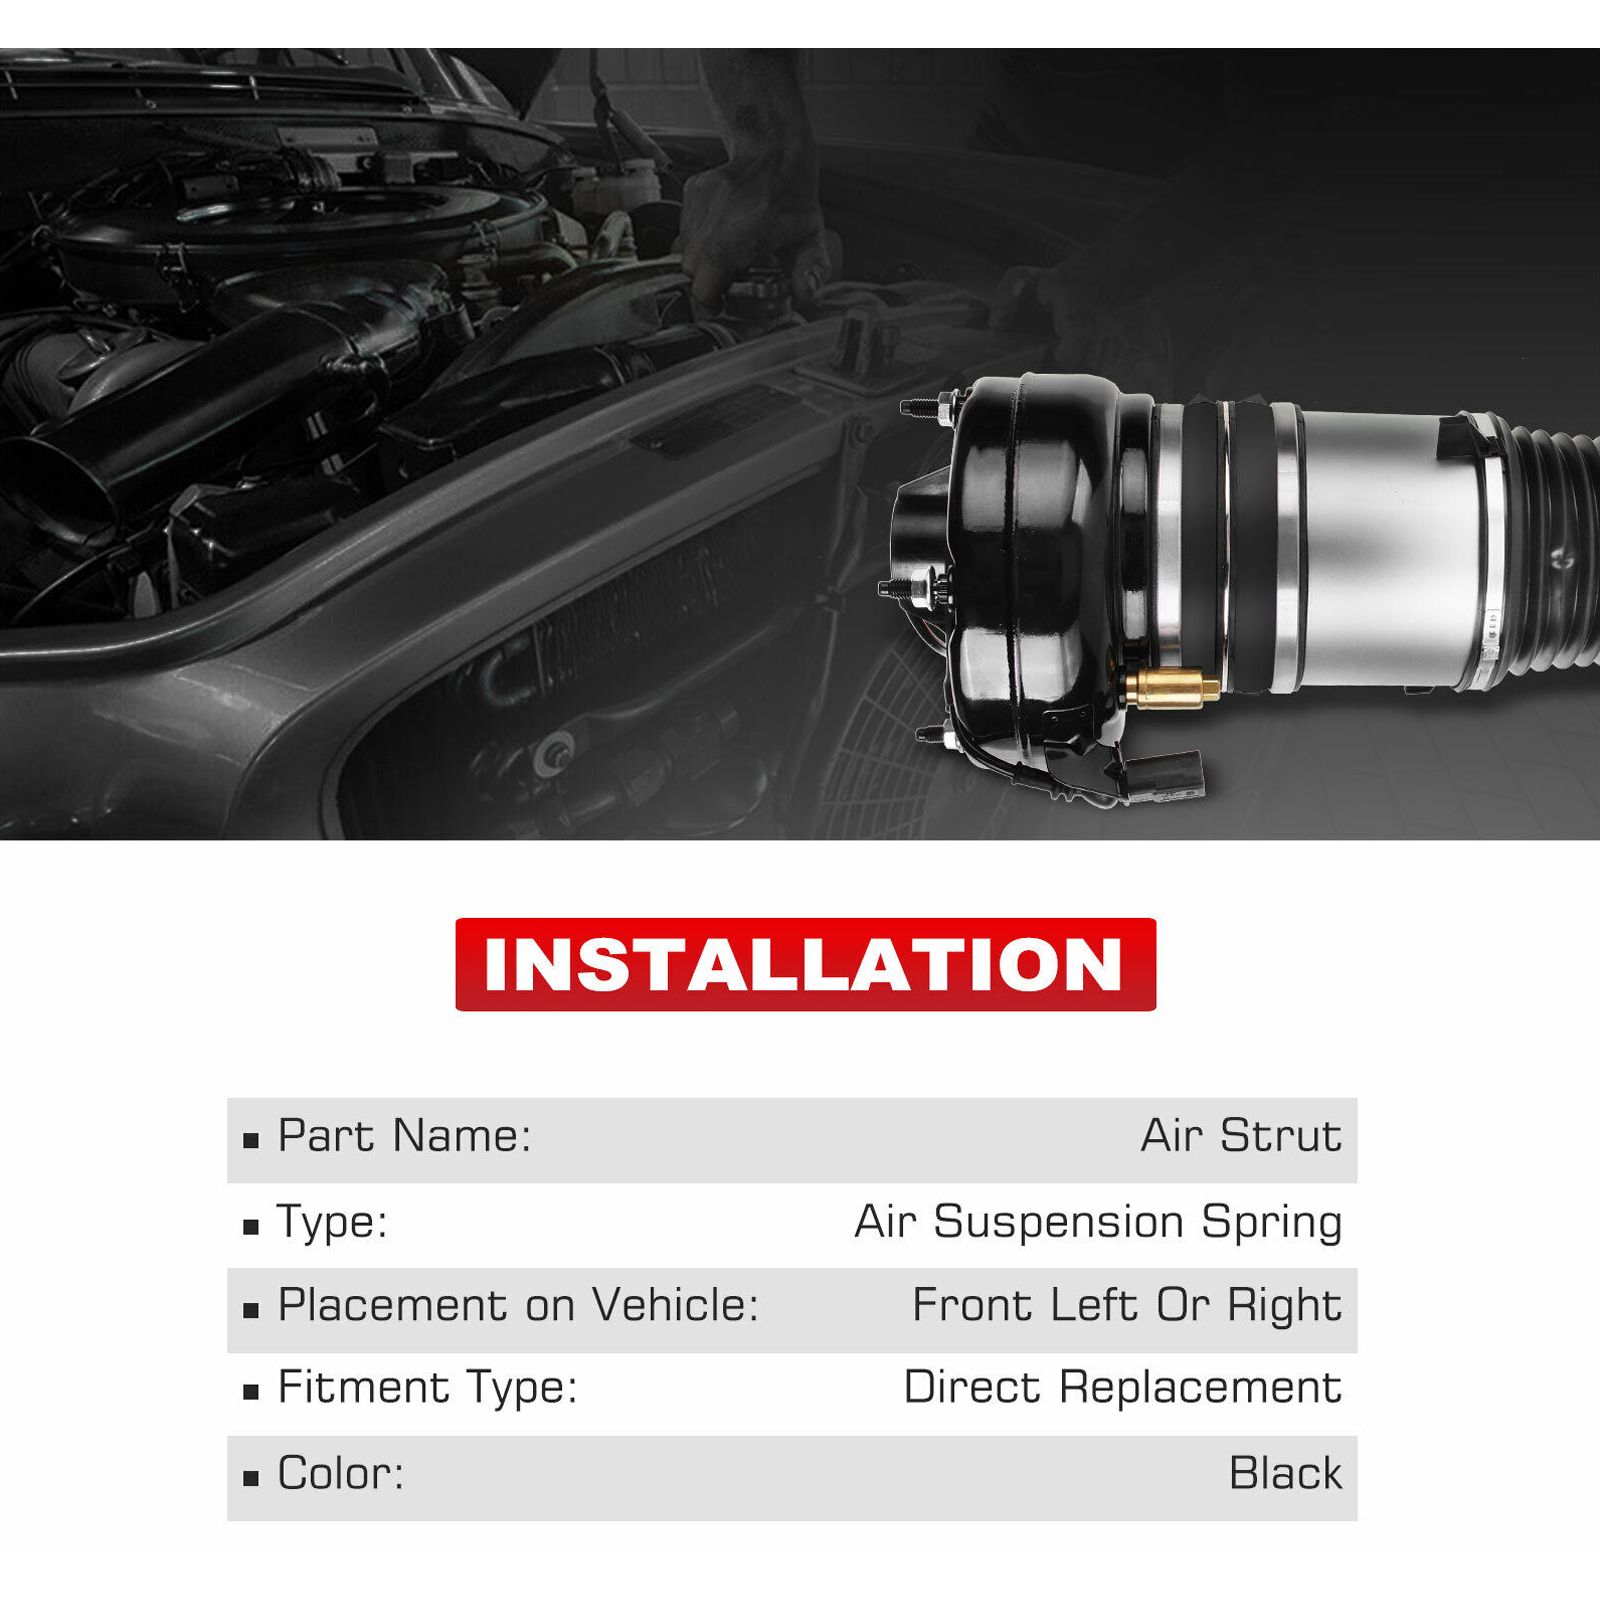 INSTALLATION
▪ Part Name: Air Strut
▪ Type: Air Suspension Spring
▪ Placement on Vehicle: Front Left Or Right
▪ Fitment Type: Direct Replacement
▪ Color: Black